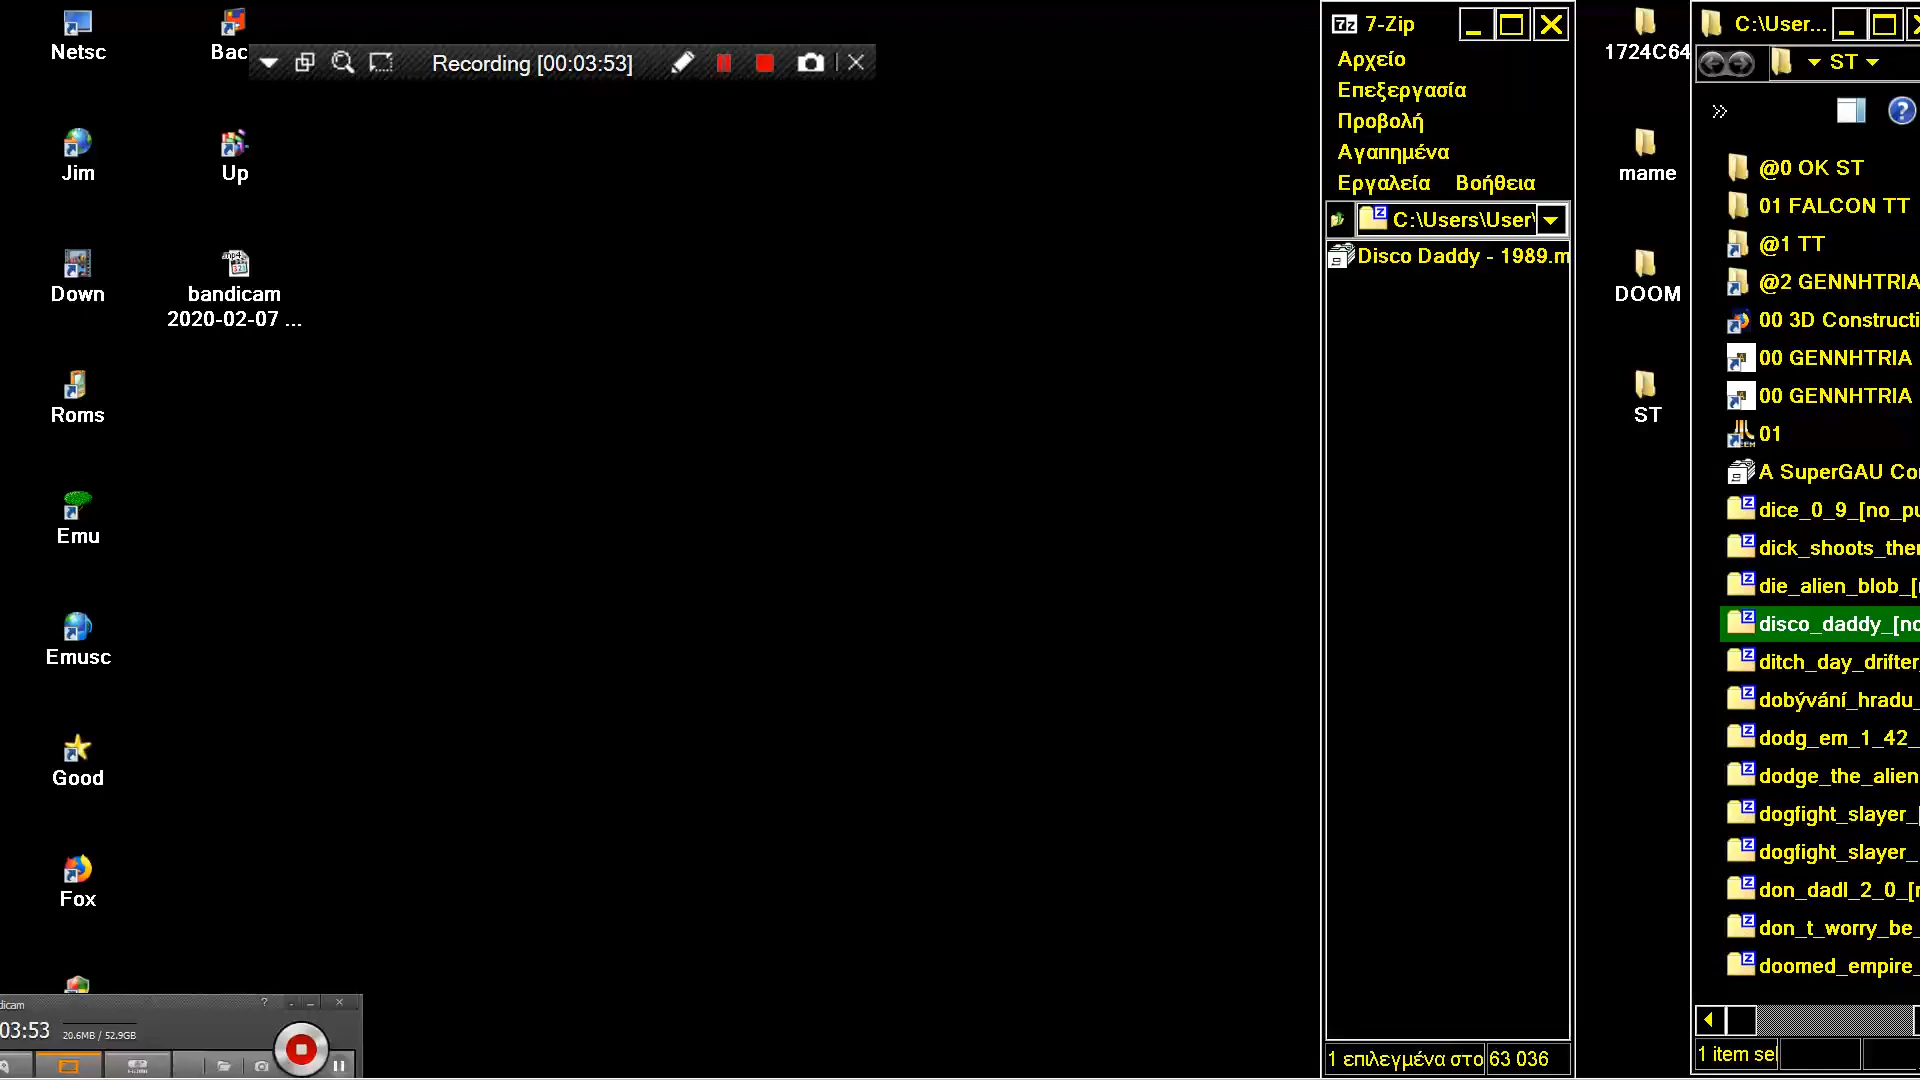 Netsc
Bac
Recording [00:03:53]
Jim
Up
Down
bandicam
2020-02-07 ...
Roms
Emu
Emusc
Good
Fox
dicam
03:53
20.6MB / 52.9GB
7-Zip
Αρχείο
Επεξεργασία
Προβολή
Αγαπημένα
Εργαλεία Βοήθεια
C:\Users\User\
Disco Daddy - 1989.m
1 επιλεγμένα στο
63 036
1724C64
mame
DOOM
ST
C:\User...
ST
@0 OK ST
01 FALCON TT
@1 TT
@2 GENNHTRIA
00 3D Constructi
00 GENNHTRIA
00 GENNHTRIA
01
A SuperGAU Co
dice_0_9_[no_pu
dick_shoots_the
die_alien_blob_[
disco_daddy_[no
ditch_day_drifter_
dobývání_hradu_
dodg_em_1_42_
dodge_the_alien
dogfight_slayer_
dogfight_slayer_
don_dadl_2_0_[
don_t_worry_be_
doomed_empire_
1 item sel